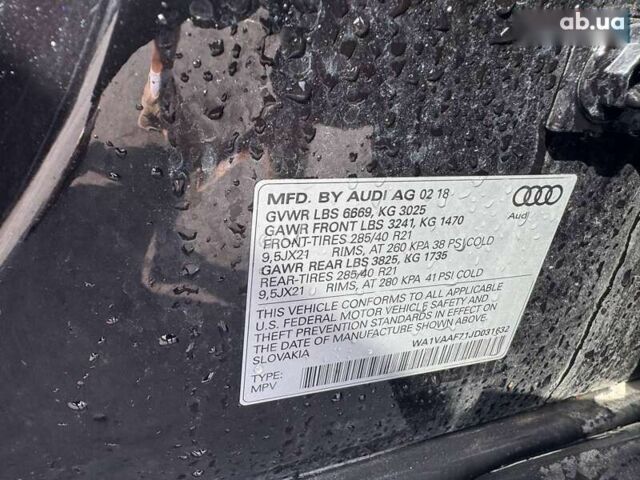 ab.ua
MFD. BY AUDI AG 02 18
GVWR LBS 6669, KG 3025
GAWR FRONT LBS 3241, KG 1470
FRONT-TIRES 285/40 R21
9,5JX21 RIMS, AT 260 KPA 38 PSI COLD
GAWR REAR LBS 3825, KG 1735
REAR-TIRES 285/40 R21
9,5JX21 RIMS, AT 280 KPA 41 PSI COLD
Audi
THIS VEHICLE CONFORMS TO ALL APPLICABLE
U.S. FEDERAL MOTOR VEHICLE SAFETY AND
THEFT PREVENTION STANDARDS IN EFFECT ON
THE DATE OF MANUFACTURE SHOWN ABOVE.
SLOVAKIA
WA1VAAF71JD031632
TYPE:
MPV